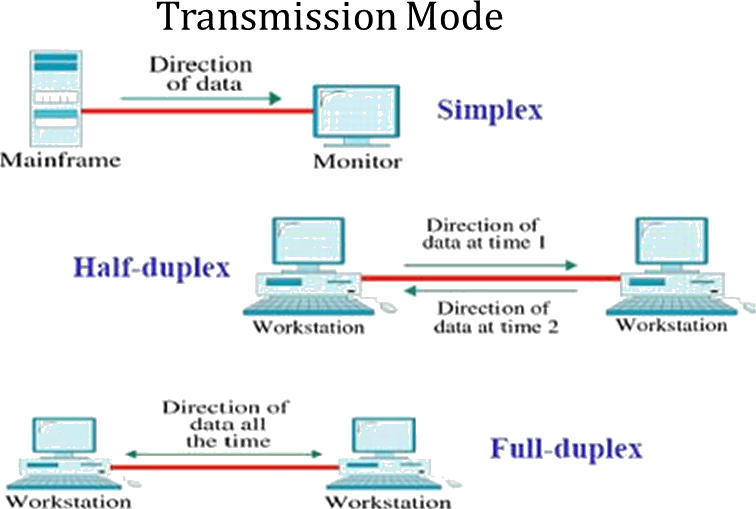 Transmission Mode
Direction
of data
Simplex
Mainframe
Monitor
Direction of
data at time 1
Half-duplex
Direction of
data at time 2
Workstation
Workstation
Direction of
data all
the time
Full-duplex
Workstation
Workstation